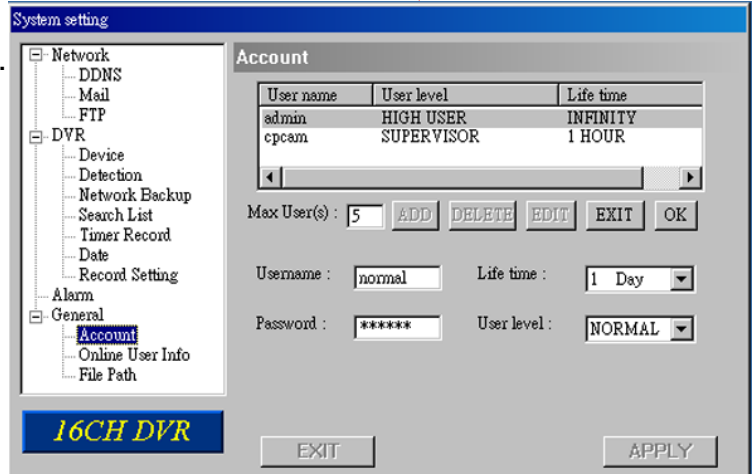 System setting
Network
DDNS
Mail
FTP
DVR
Device
Detection
Network Backup
Search List
Timer Record
Date
Record Setting
Alarm
General
Account
Online User Info
File Path
16CH DVR
Account
User name User level Life time
admin HIGH USER INFINITY
cpcam SUPERVISOR 1 HOUR
Max User(s) : 5 ADD DELETE EDIT EXIT OK
Username : normal Life time : 1 Day
Password : ****** User level : NORMAL
EXIT APPLY